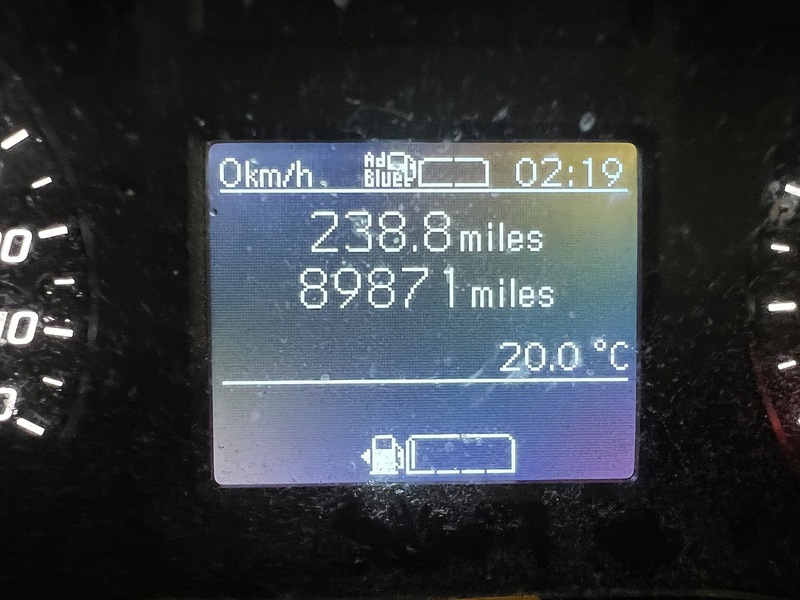 0km/h Ad Blue 02:19
238.8 miles
89871 miles
20.0 °C